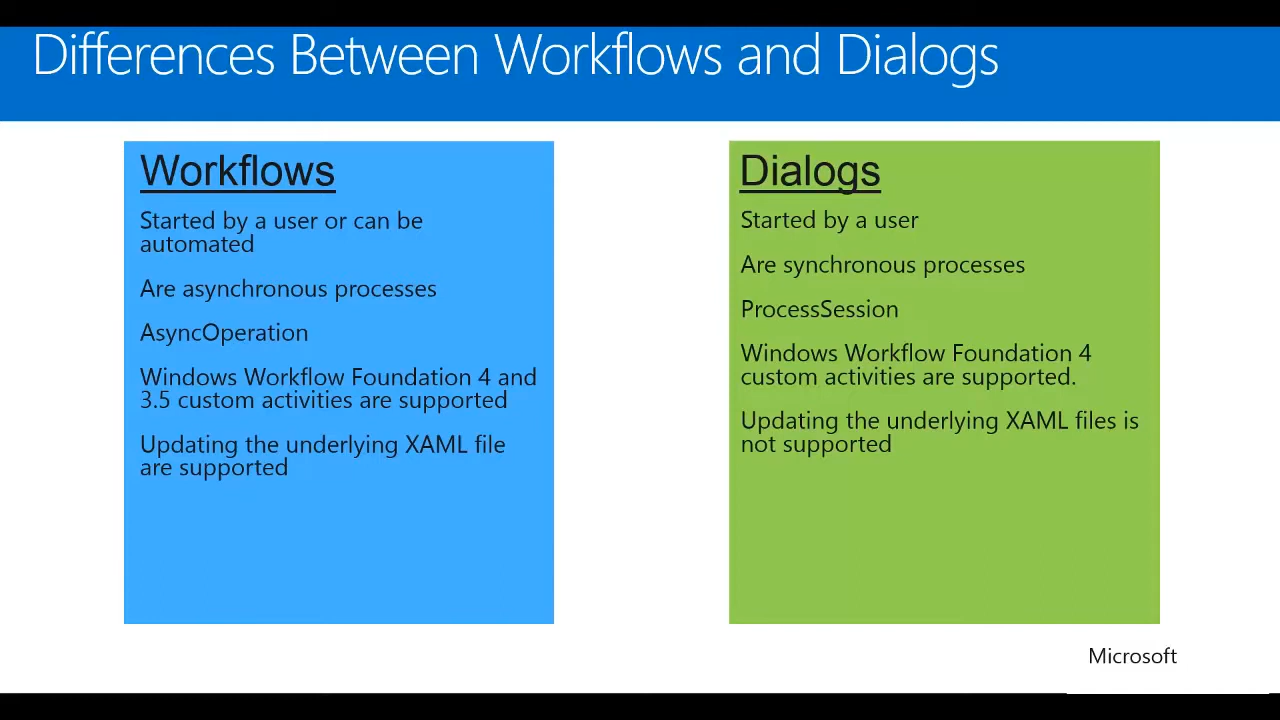 Differences Between Workflows and Dialogs
Workflows
Started by a user or can be
automated
Are asynchronous processes
AsyncOperation
Windows Workflow Foundation 4 and
3.5 custom activities are supported
Updating the underlying XAML file
are supported
Dialogs
Started by a user
Are synchronous processes
ProcessSession
Windows Workflow Foundation 4
custom activities are supported.
Updating the underlying XAML files is
not supported
Microsoft